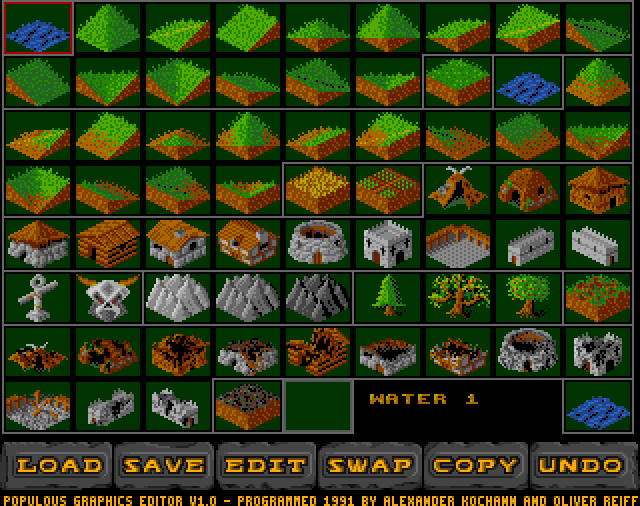 WATER 1
LOAD SAVE EDIT SWAP COPY UNDO
POPULOUS GRAPHICS EDITOR V1.0 - PROGRAMMED 1991 BY ALEXANDER KOCHANN AND OLIVER REIFF